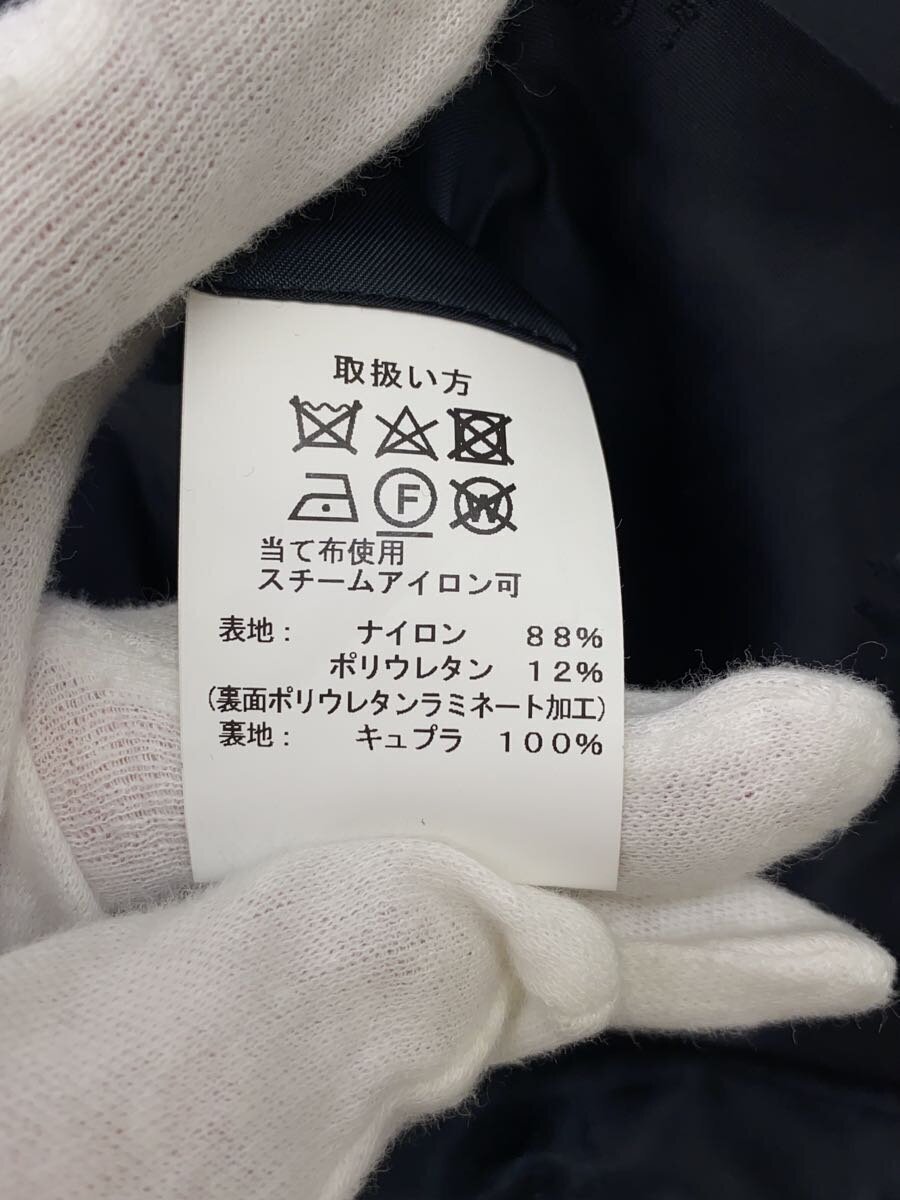 取扱い方
F W
当て布使用
スチームアイロン可
表地： ナイロン ８８％
ポリウレタン １２％
(裏面ポリウレタンラミネート加工)
裏地： キュプラ １００％